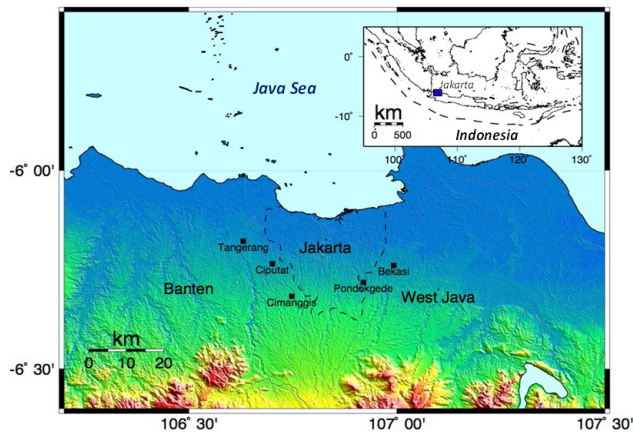 Java Sea
0°
-10°
Jakarta
km
0 500
Indonesia
100° 110° 120° 130°
-6° 00'
Tangerang
Jakarta
Ciputat
Bekasi
Banten
Pondokgede
Cimanggis
West Java
km
0 10 20
-6° 30'
106° 30' 107° 00' 107° 30'